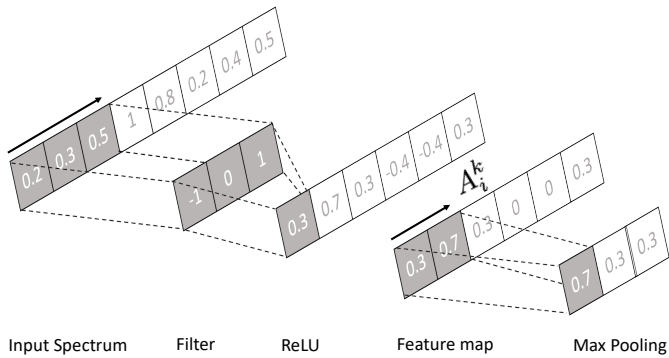 0.2 0.3 0.5 1 0.8 0.2 0.4 0.5
-1 0 1
0.3 0.7 0.3 -0.4 -0.4 0.3
A_i^k
0.3 0.7 0.3 0 0 0.3
0.7 0.3 0.3
Input Spectrum Filter ReLU Feature map Max Pooling